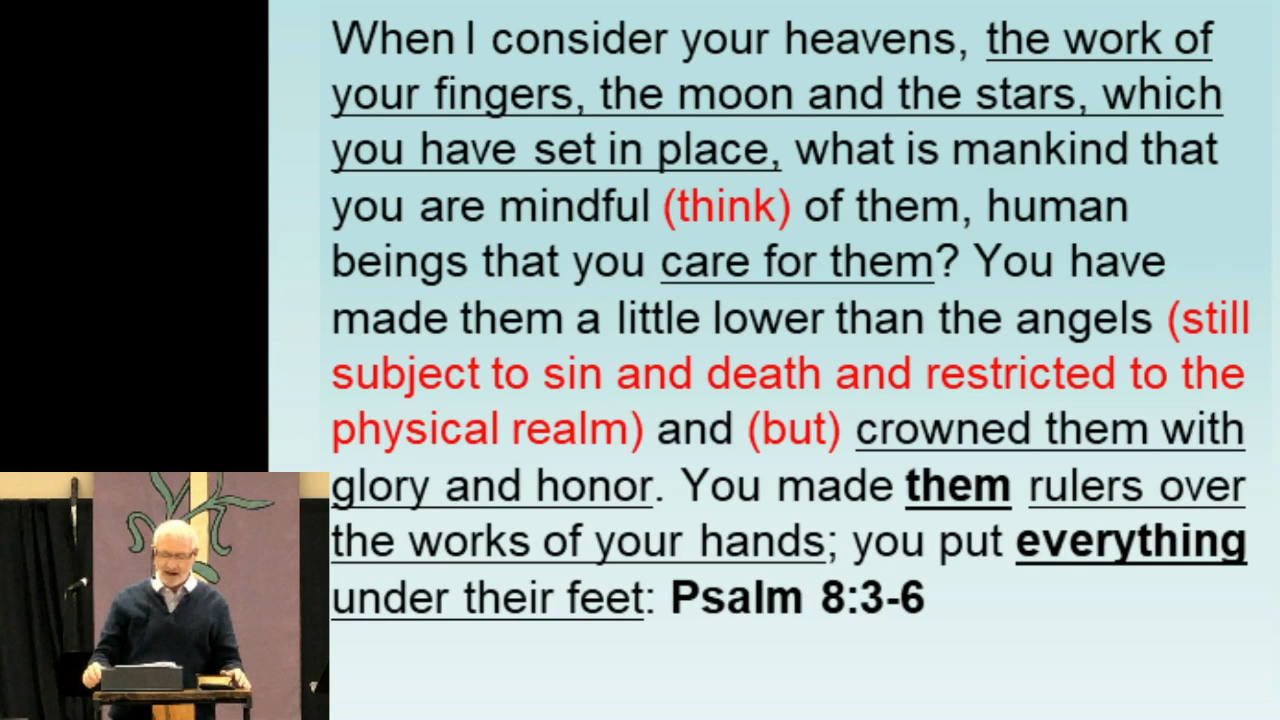 When I consider your heavens, the work of
your fingers, the moon and the stars, which
you have set in place, what is mankind that
you are mindful (think) of them, human
beings that you care for them? You have
made them a little lower than the angels (still
subject to sin and death and restricted to the
physical realm) and (but) crowned them with
glory and honor. You made them rulers over
the works of your hands; you put everything
under their feet: Psalm 8:3-6